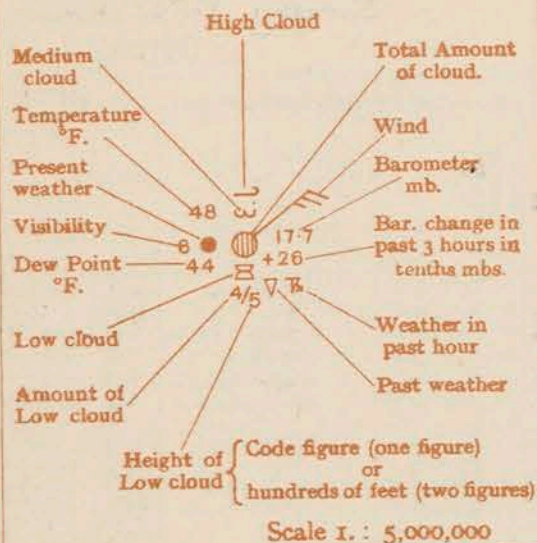 High Cloud
Medium
cloud
Total Amount
of cloud.
Temperature
°F.
Wind
Present
weather
Barometer
mb.
48
Visibility
8
17·7
Bar. change in
past 3 hours in
tenths mbs.
+26
Dew Point
°F.
44
4/5
Low cloud
Weather in
past hour
Amount of
Low cloud
Past weather
Height of
Low cloud
Code figure (one figure)
or
hundreds of feet (two figures)
Scale 1. : 5,000,000